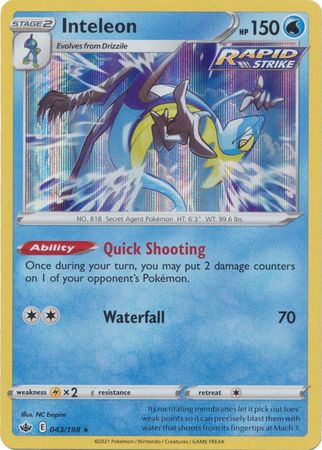 STAGE 2 Inteleon HP 150
Evolves from Drizzile
RAPID
STRIKE
NO. 818 Secret Agent Pokémon HT: 6'3" WT: 99.6 lbs.
Ability Quick Shooting
Once during your turn, you may put 2 damage counters
on 1 of your opponent's Pokémon.
Waterfall 70
weakness ×2 resistance retreat
Illus. NC Empire
E 043/198 ★
Its nictitating membranes let it pick out foes'
weak points so it can precisely blast them with
water that shoots from its fingertips at Mach 3.
©2021 Pokémon / Nintendo / Creatures / GAME FREAK